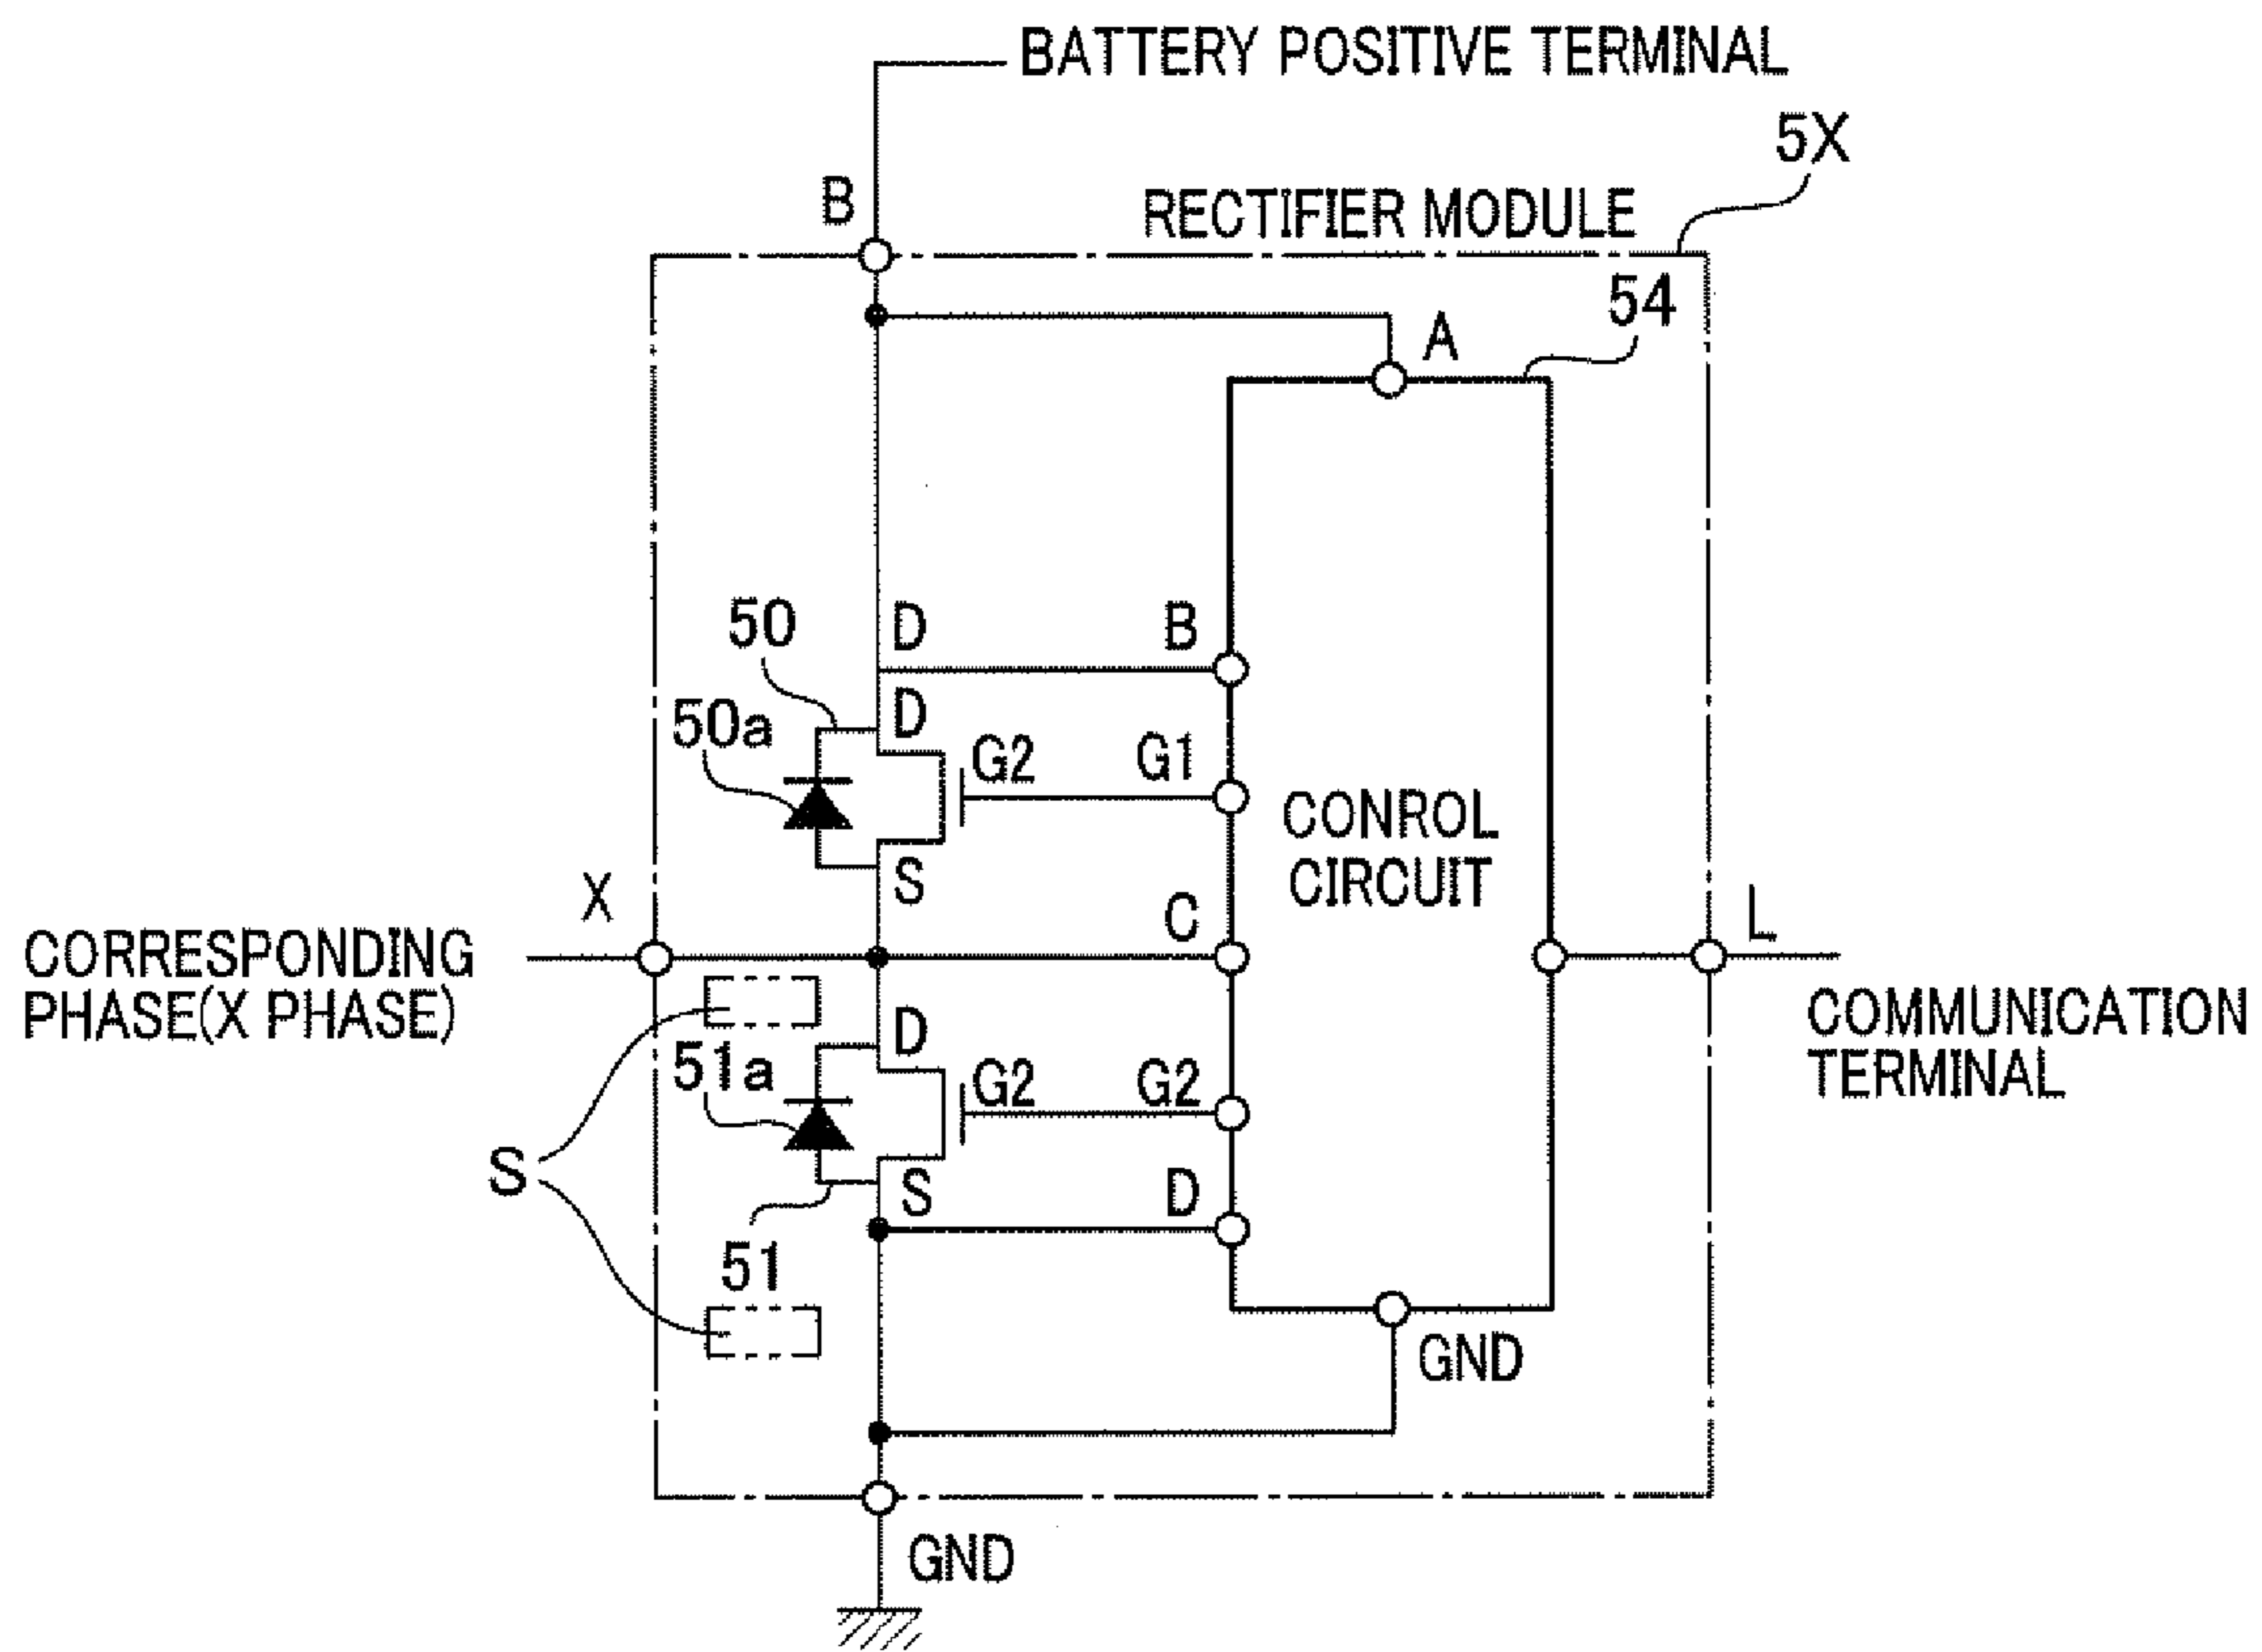 BATTERY POSITIVE TERMINAL
5X
B
RECTIFIER MODULE
54
A
50
D
B
50a
D
G2
G1
CONROL
CIRCUIT
S
X
C
L
CORRESPONDING
PHASE(X PHASE)
COMMUNICATION
TERMINAL
D
51a
G2
G2
S
S
D
51
GND
GND